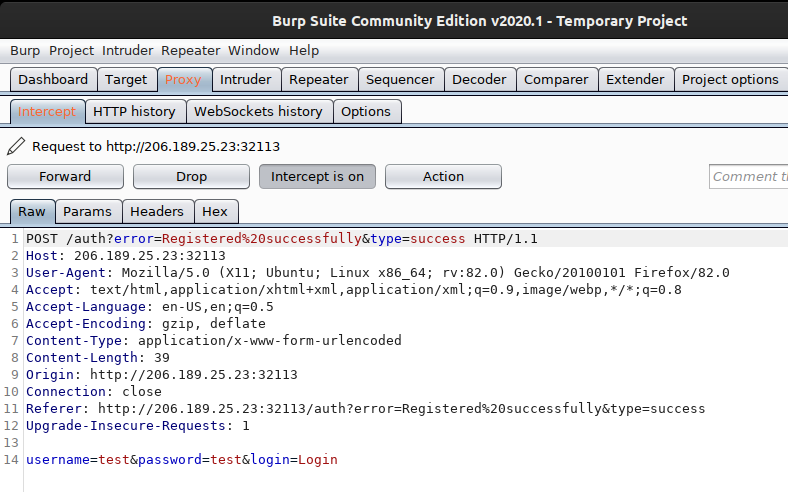 Burp Suite Community Edition v2020.1 - Temporary Project
Burp Project Intruder Repeater Window Help
Dashboard Target Proxy Intruder Repeater Sequencer Decoder Comparer Extender Project options
Intercept HTTP history WebSockets history Options
Request to http://206.189.25.23:32113
Forward Drop Intercept is on Action Comment
Raw Params Headers Hex
1 POST /auth?error=Registered%20successfully&type=success HTTP/1.1
2 Host: 206.189.25.23:32113
3 User-Agent: Mozilla/5.0 (X11; Ubuntu; Linux x86_64; rv:82.0) Gecko/20100101 Firefox/82.0
4 Accept: text/html,application/xhtml+xml,application/xml;q=0.9,image/webp,*/*;q=0.8
5 Accept-Language: en-US,en;q=0.5
6 Accept-Encoding: gzip, deflate
7 Content-Type: application/x-www-form-urlencoded
8 Content-Length: 39
9 Origin: http://206.189.25.23:32113
10 Connection: close
11 Referer: http://206.189.25.23:32113/auth?error=Registered%20successfully&type=success
12 Upgrade-Insecure-Requests: 1
13
14 username=test&password=test&login=Login